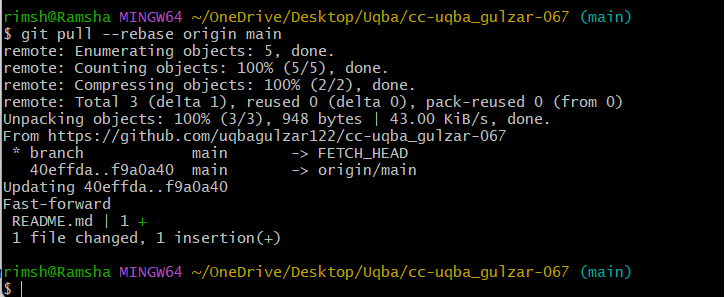 rimsh@Ramsha MINGW64 ~/OneDrive/Desktop/Uqba/cc-uqba_gulzar-067 (main)
$ git pull --rebase origin main
remote: Enumerating objects: 5, done.
remote: Counting objects: 100% (5/5), done.
remote: Compressing objects: 100% (2/2), done.
remote: Total 3 (delta 1), reused 0 (delta 0), pack-reused 0 (from 0)
Unpacking objects: 100% (3/3), 948 bytes | 43.00 KiB/s, done.
From https://github.com/uqbagulzar122/cc-uqba_gulzar-067
 * branch            main       -> FETCH_HEAD
   40effda..f9a0a40  main       -> origin/main
Updating 40effda..f9a0a40
Fast-forward
 README.md | 1 +
 1 file changed, 1 insertion(+)

rimsh@Ramsha MINGW64 ~/OneDrive/Desktop/Uqba/cc-uqba_gulzar-067 (main)
$